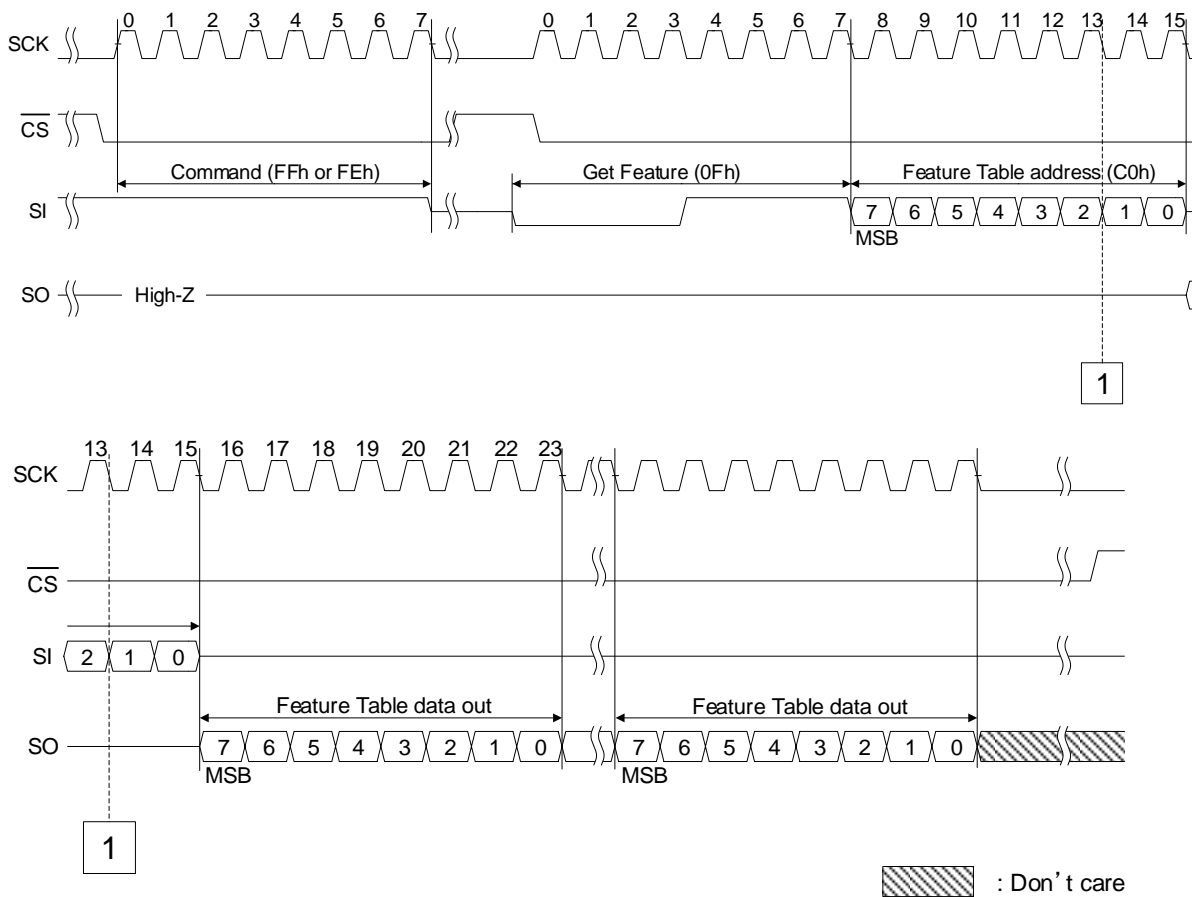 0 1 2 3 4 5 6 7 0 1 2 3 4 5 6 7 8 9 10 11 12 13 14 15
SCK
CS
Command (FFh or FEh) Get Feature (0Fh) Feature Table address (C0h)
SI 7 6 5 4 3 2 1 0
MSB
SO High-Z
1
13 14 15 16 17 18 19 20 21 22 23
SCK
CS
SI 2 1 0
Feature Table data out Feature Table data out
SO 7 6 5 4 3 2 1 0 7 6 5 4 3 2 1 0
MSB MSB
1
: Don't care